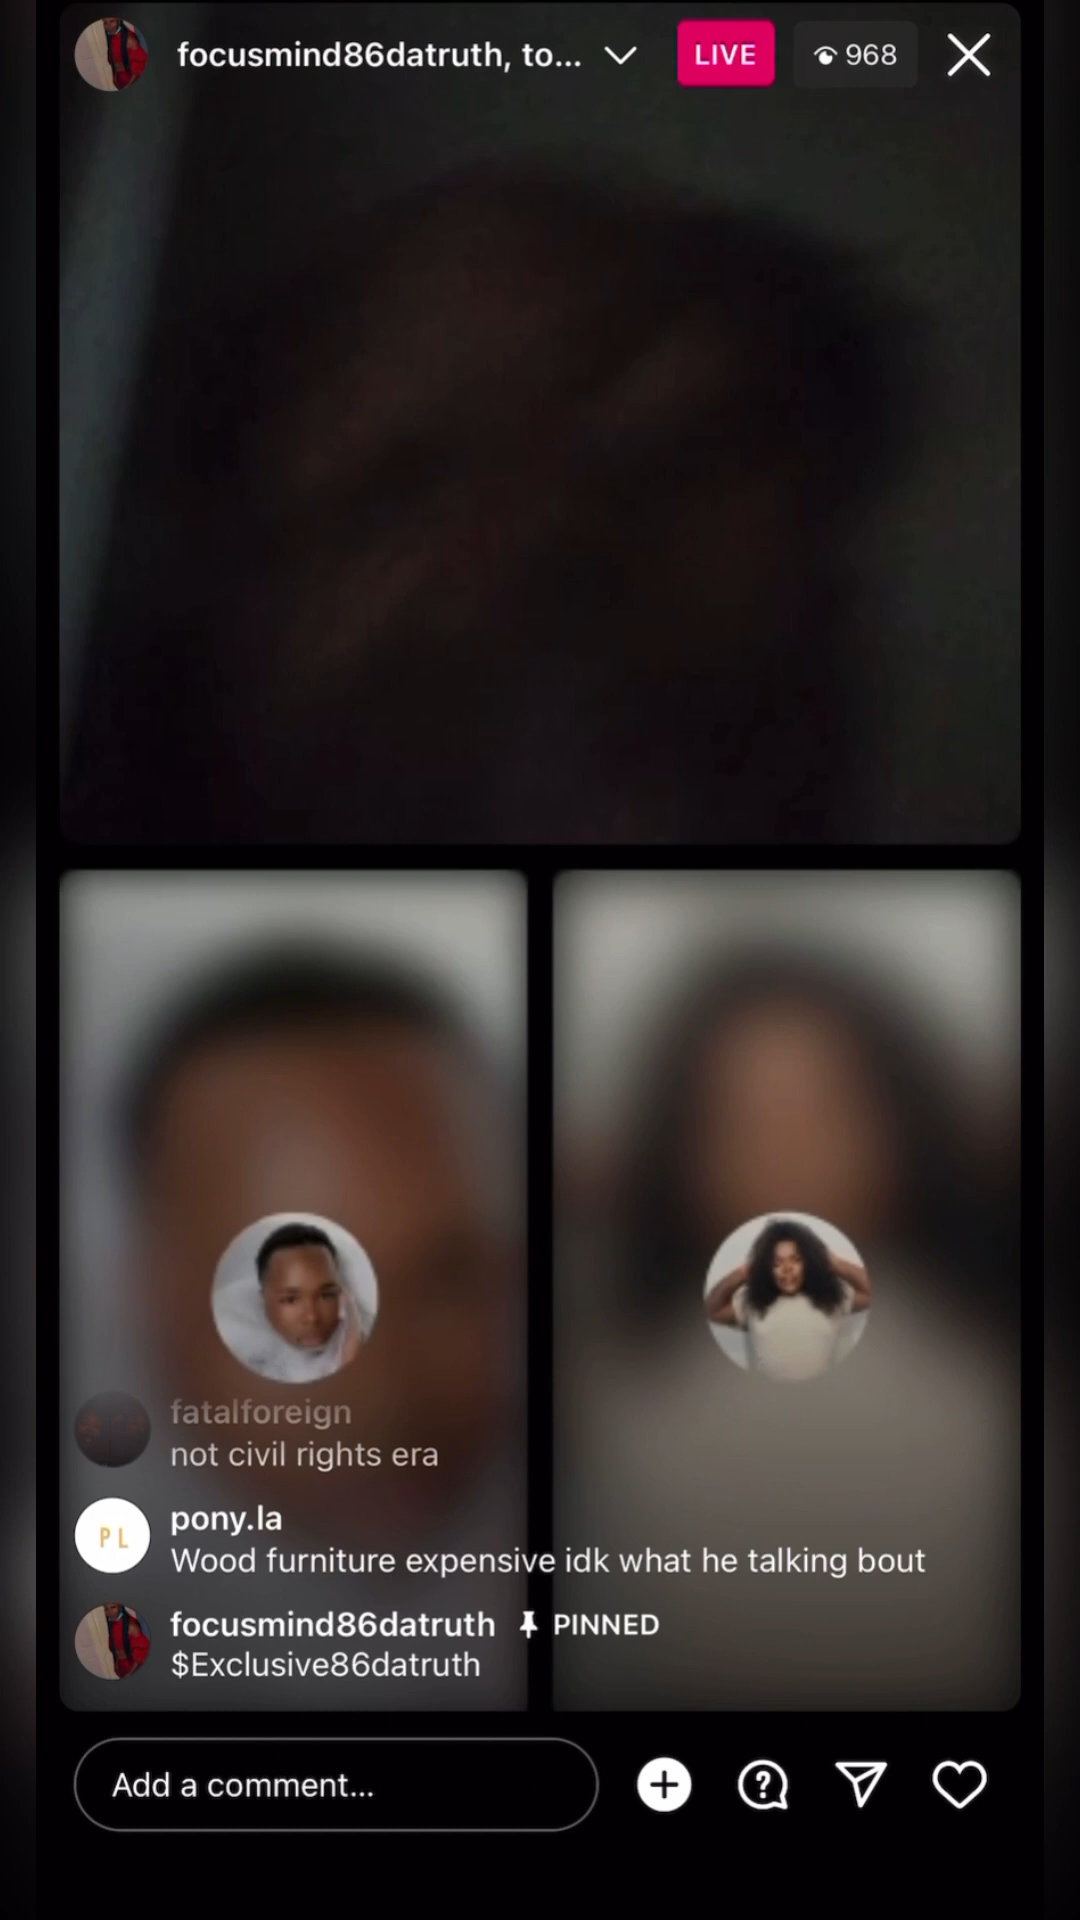 focusmind86datruth, to...
LIVE
968
fatalforeign
not civil rights era
P L
pony.la
Wood furniture expensive idk what he talking bout
focusmind86datruth PINNED
$Exclusive86datruth
Add a comment...
?